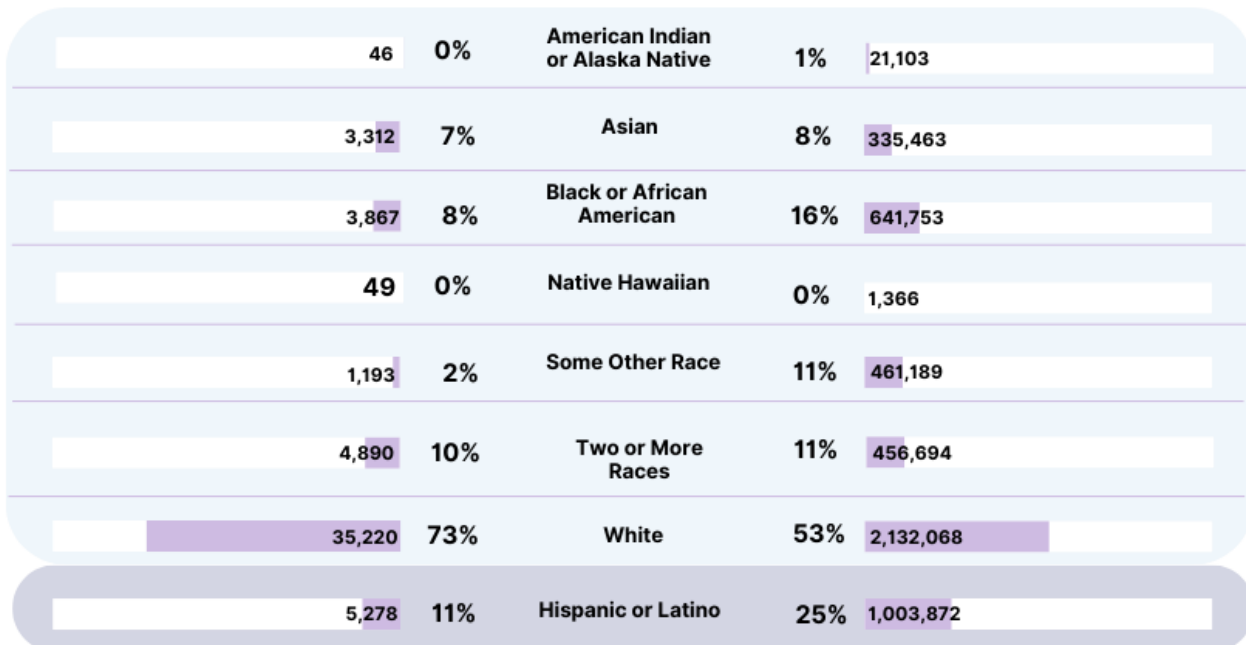 46 0% American Indian or Alaska Native 1% 21,103
3,312 7% Asian 8% 335,463
3,867 8% Black or African American 16% 641,753
49 0% Native Hawaiian 0% 1,366
1,193 2% Some Other Race 11% 461,189
4,890 10% Two or More Races 11% 456,694
35,220 73% White 53% 2,132,068
5,278 11% Hispanic or Latino 25% 1,003,872